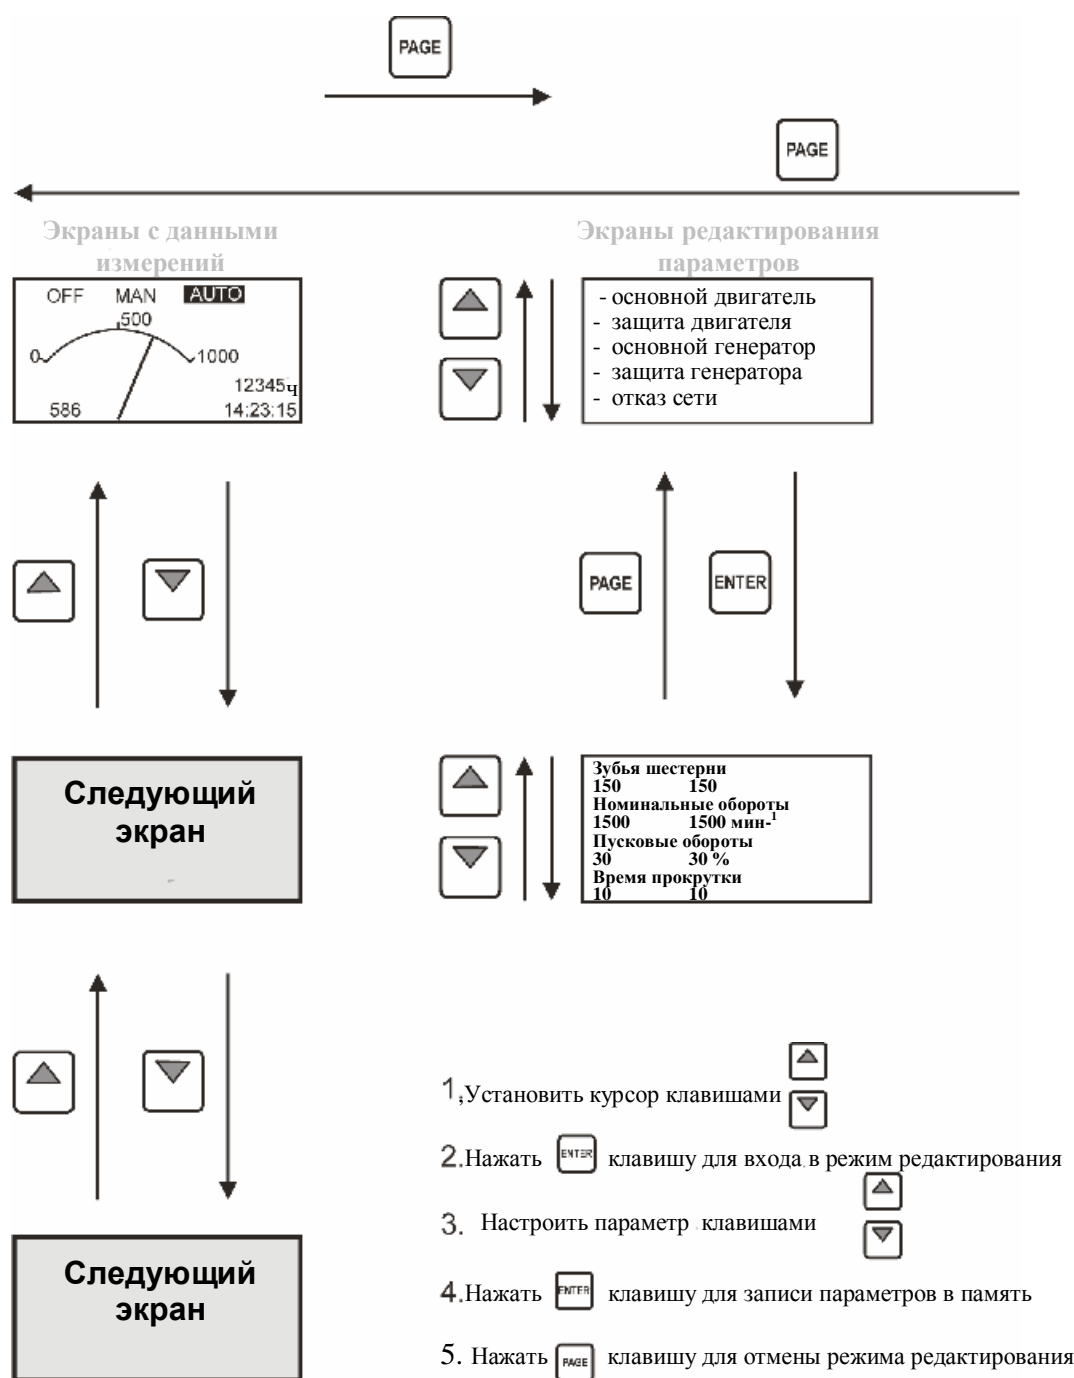 PAGE
PAGE
Экраны с данными
измерений
OFF MAN AUTO
500
0 1000
12345ч
586 14:23:15
Экраны редактирования
параметров
- основной двигатель
- защита двигателя
- основной генератор
- защита генератора
- отказ сети
PAGE
ENTER
Следующий
экран
Зубья шестерни
150 150
Номинальные обороты
1500 1500 мин-1
Пусковые обороты
30 30 %
Время прокрутки
10 10
Следующий
экран
1,Установить курсор клавишами
2.Нажать ENTER клавишу для входа в режим редактирования
3. Настроить параметр клавишами
4.Нажать ENTER клавишу для записи параметров в память
5. Нажать PAGE клавишу для отмены режима редактирования